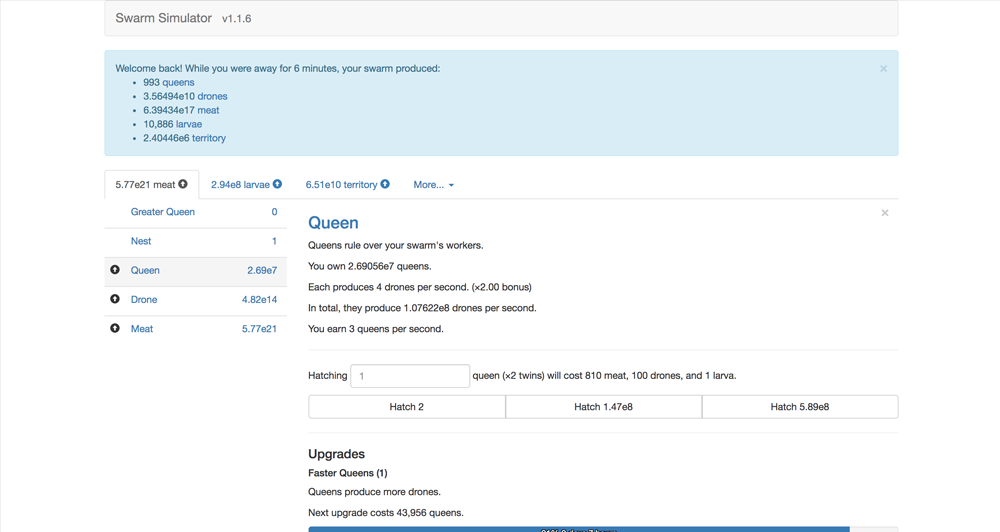 Swarm Simulator v1.1.6
Welcome back! While you were away for 6 minutes, your swarm produced:
993 queens
3.56494e10 drones
6.39434e17 meat
10,886 larvae
2.40446e6 territory
5.77e21 meat
2.94e8 larvae
6.51e10 territory
More...
Greater Queen 0
Nest 1
Queen 2.69e7
Drone 4.82e14
Meat 5.77e21
Queen
Queens rule over your swarm's workers.
You own 2.69056e7 queens.
Each produces 4 drones per second. (×2.00 bonus)
In total, they produce 1.07622e8 drones per second.
You earn 3 queens per second.
Hatching 1 queen (×2 twins) will cost 810 meat, 100 drones, and 1 larva.
Hatch 2
Hatch 1.47e8
Hatch 5.89e8
Upgrades
Faster Queens (1)
Queens produce more drones.
Next upgrade costs 43,956 queens.